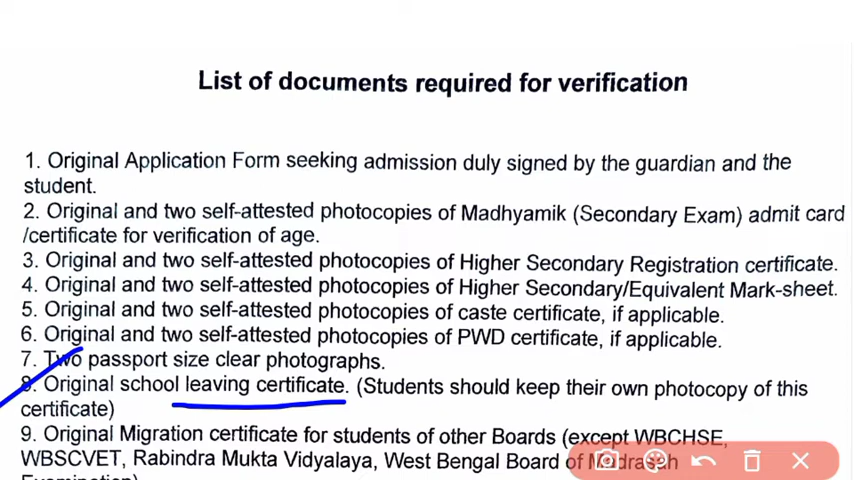 List of documents required for verification
1. Original Application Form seeking admission duly signed by the guardian and the
student.
2. Original and two self-attested photocopies of Madhyamik (Secondary Exam) admit card
/certificate for verification of age.
3. Original and two self-attested photocopies of Higher Secondary Registration certificate.
4. Original and two self-attested photocopies of Higher Secondary/Equivalent Mark-sheet.
5. Original and two self-attested photocopies of caste certificate, if applicable.
6. Original and two self-attested photocopies of PWD certificate, if applicable.
7. Two passport size clear photographs.
8. Original school leaving certificate. (Students should keep their own photocopy of this
certificate)
9. Original Migration certificate for students of other Boards (except WBCHSE,
WBSCVET, Rabindra Mukta Vidyalaya, West Bengal Board of Madrasah
Examination)